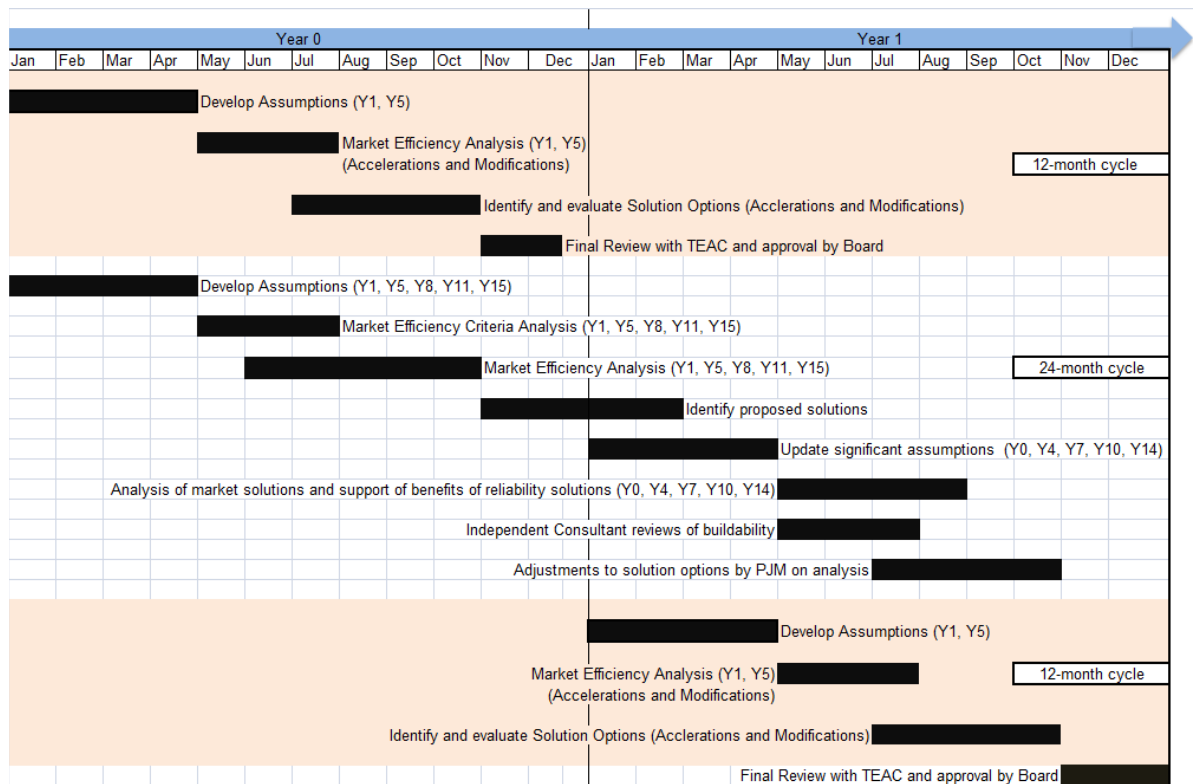 Year 0 Year 1
Jan Feb Mar Apr May Jun Jul Aug Sep Oct Nov Dec Jan Feb Mar Apr May Jun Jul Aug Sep Oct Nov Dec
Develop Assumptions (Y1, Y5)
Market Efficiency Analysis (Y1, Y5)
(Accelerations and Modifications)
12-month cycle
Identify and evaluate Solution Options (Acclerations and Modifications)
Final Review with TEAC and approval by Board
Develop Assumptions (Y1, Y5, Y8, Y11, Y15)
Market Efficiency Criteria Analysis (Y1, Y5, Y8, Y11, Y15)
Market Efficiency Analysis (Y1, Y5, Y8, Y11, Y15) 24-month cycle
Identify proposed solutions
Update significant assumptions (Y0, Y4, Y7, Y10, Y14)
Analysis of market solutions and support of benefits of reliability solutions (Y0, Y4, Y7, Y10, Y14)
Independent Consultant reviews of buildability
Adjustments to solution options by PJM on analysis
Develop Assumptions (Y1, Y5)
Market Efficiency Analysis (Y1, Y5) 12-month cycle
(Accelerations and Modifications)
Identify and evaluate Solution Options (Acclerations and Modifications)
Final Review with TEAC and approval by Board